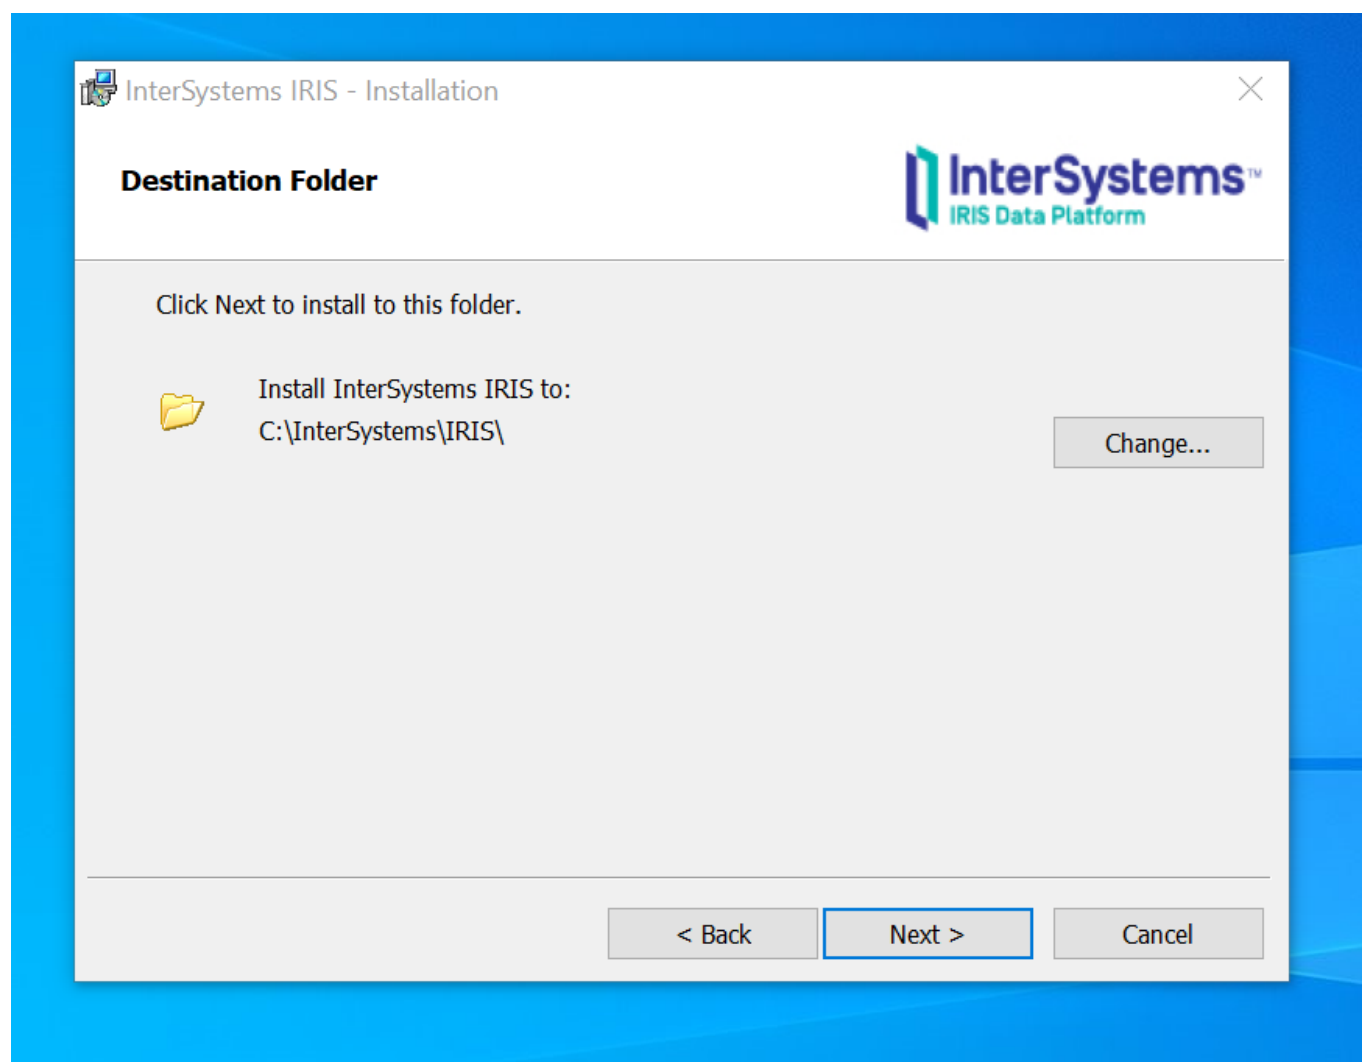 InterSystems IRIS - Installation
Destination Folder
InterSystems™
IRIS Data Platform
Click Next to install to this folder.
Install InterSystems IRIS to:
C:\InterSystems\IRIS\
Change...
< Back
Next >
Cancel